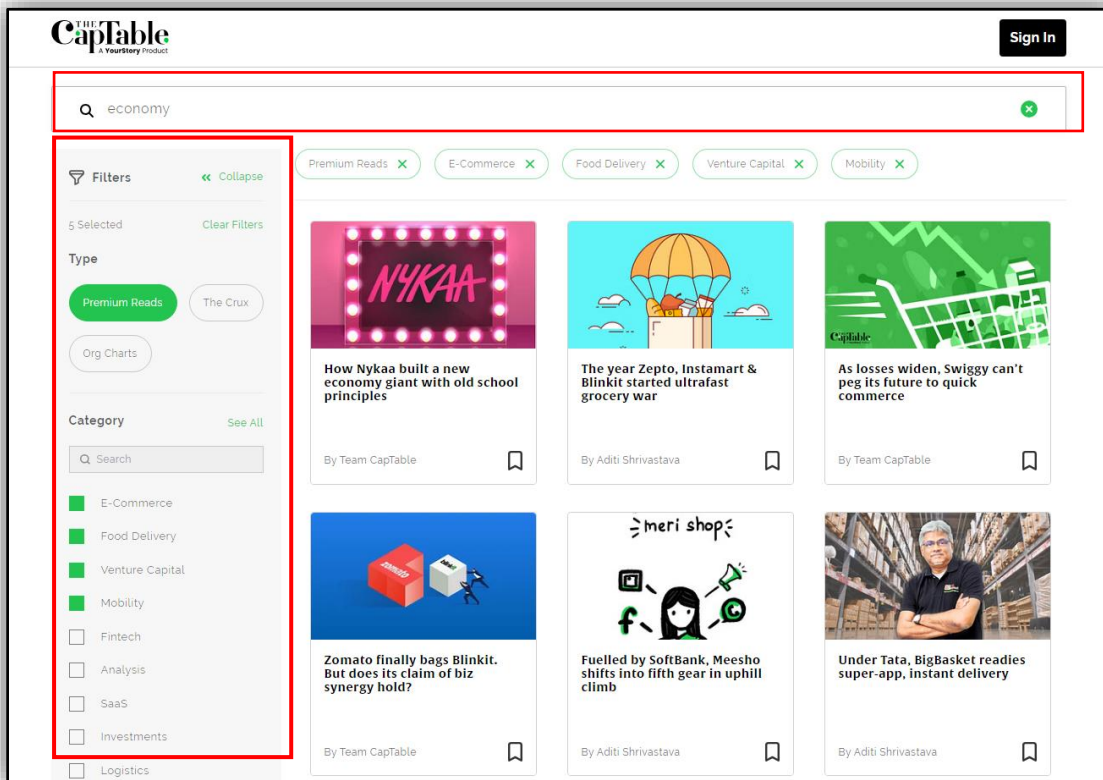 THE
CapTable
A YourStory Product
Sign In
economy
Filters
Collapse
5 Selected
Clear Filters
Type
Premium Reads
The Crux
Org Charts
Category
See All
Search
E-Commerce
Food Delivery
Venture Capital
Mobility
Fintech
Analysis
SaaS
Investments
Logistics
Premium Reads
E-Commerce
Food Delivery
Venture Capital
Mobility
NYKAA
How Nykaa built a new
economy giant with old school
principles
By Team CapTable
The year Zepto, Instamart &
Blinkit started ultrafast
grocery war
By Aditi Shrivastava
CapTable
As losses widen, Swiggy can't
peg its future to quick
commerce
By Team CapTable
zomato
blinkit
Zomato finally bags Blinkit.
But does its claim of biz
synergy hold?
By Team CapTable
meri shop
Fuelled by SoftBank, Meesho
shifts into fifth gear in uphill
climb
By Aditi Shrivastava
Under Tata, BigBasket readies
super-app, instant delivery
By Aditi Shrivastava